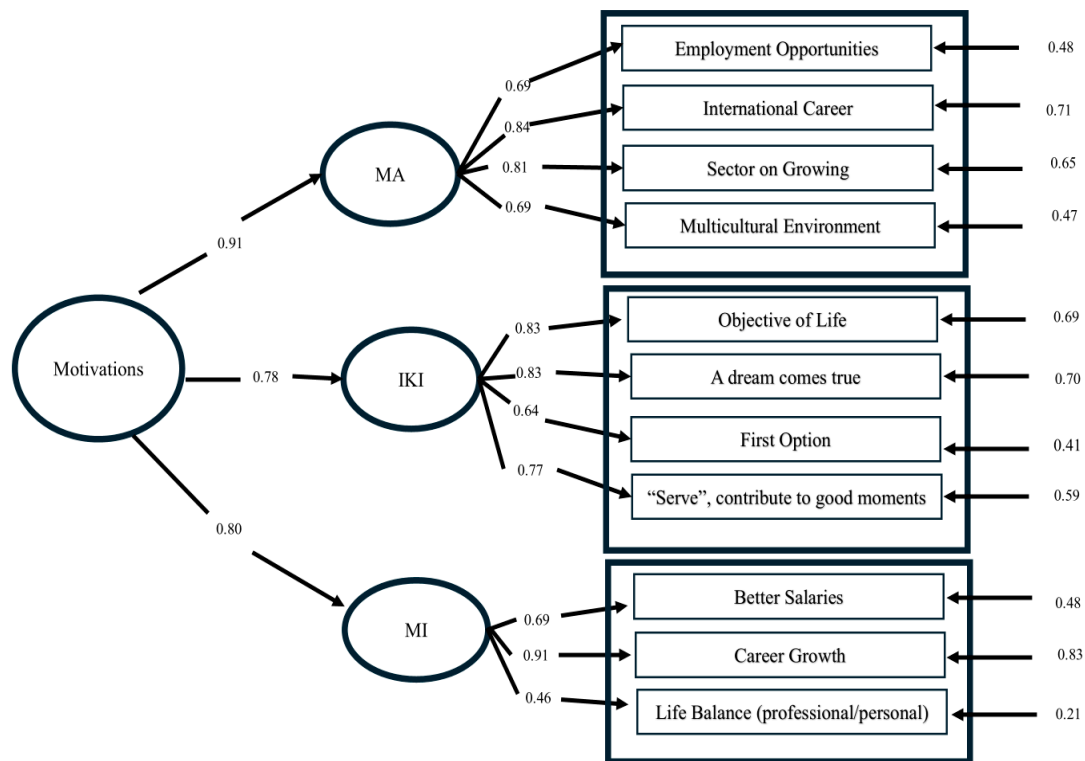 Employment Opportunities
0.48
0.69
International Career
0.71
0.84
MA
Sector on Growing
0.65
0.81
0.69
Multicultural Environment
0.47
0.91
Objective of Life
0.69
0.83
Motivations
0.78
IKI
A dream comes true
0.70
0.83
0.64
First Option
0.41
0.77
“Serve”, contribute to good moments
0.59
0.80
Better Salaries
0.48
0.69
MI
Career Growth
0.83
0.91
0.46
Life Balance (professional/personal)
0.21